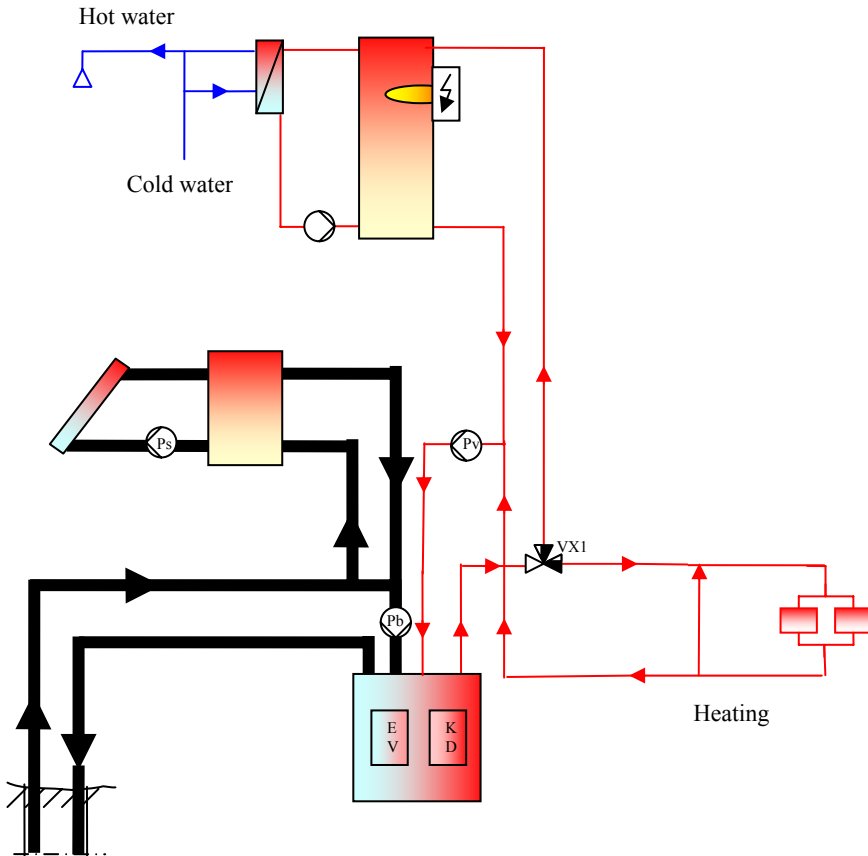 Hot water
Cold water
Ps
Pv
VX1
Pb
E
V
K
D
Heating